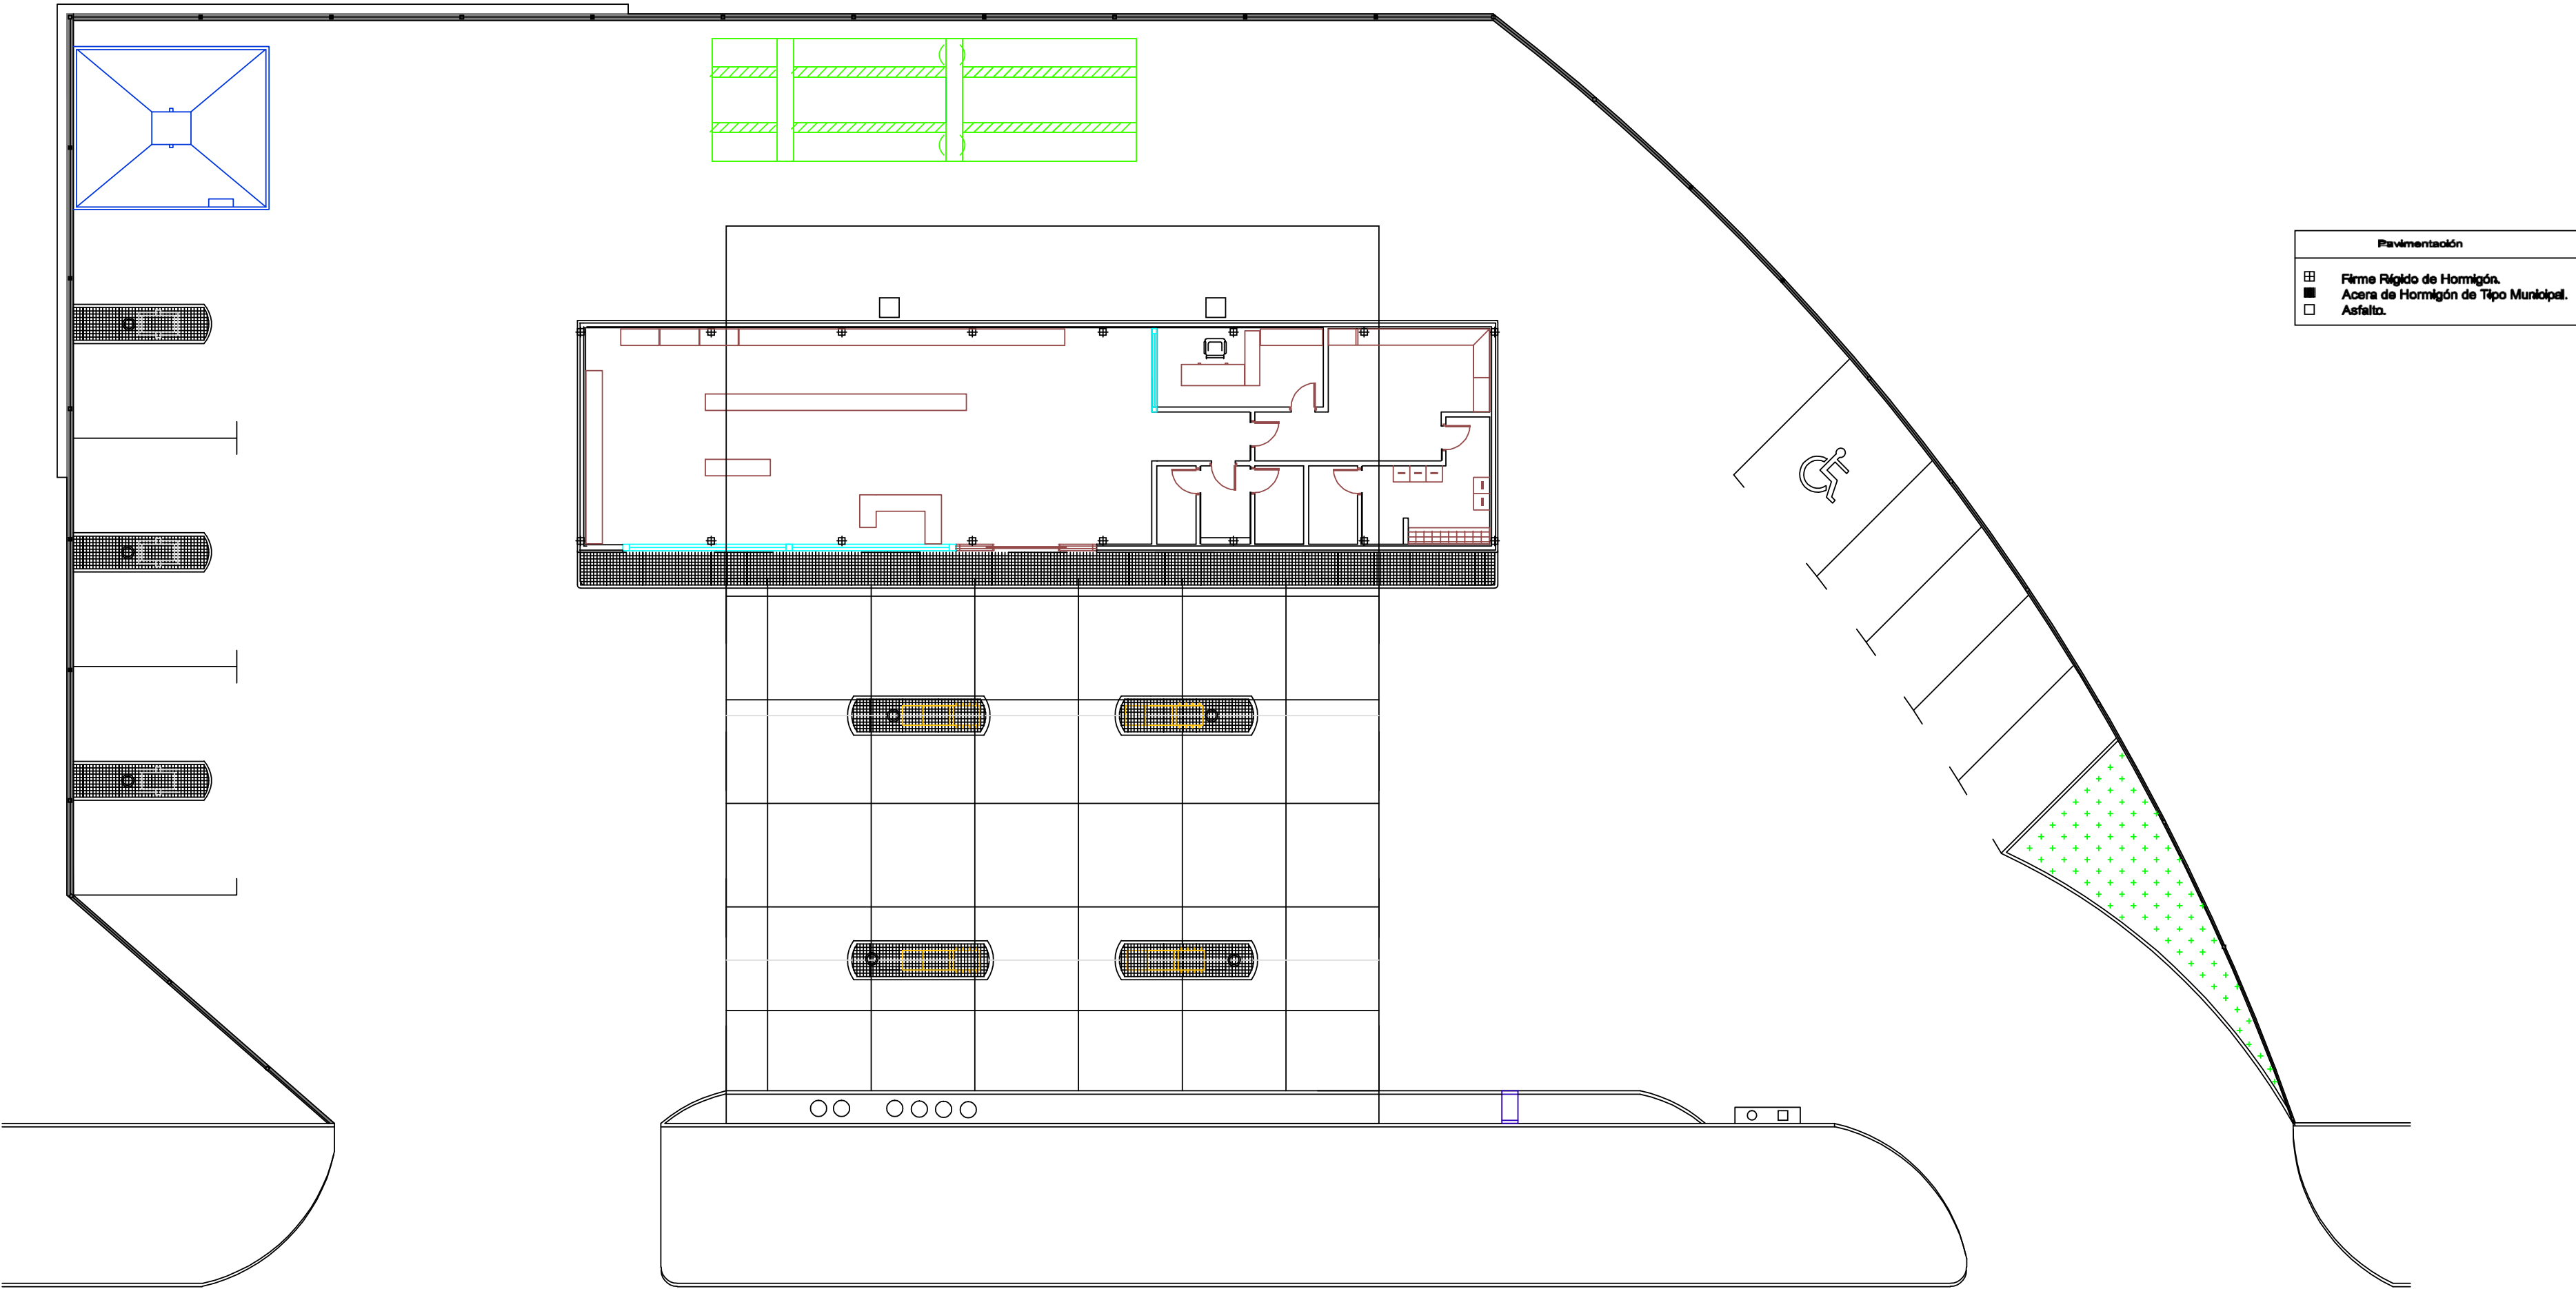 Pavimentación
Firme Rígido de Hormigón.
Acera de Hormigón de Tipo Municipal.
Asfalto.